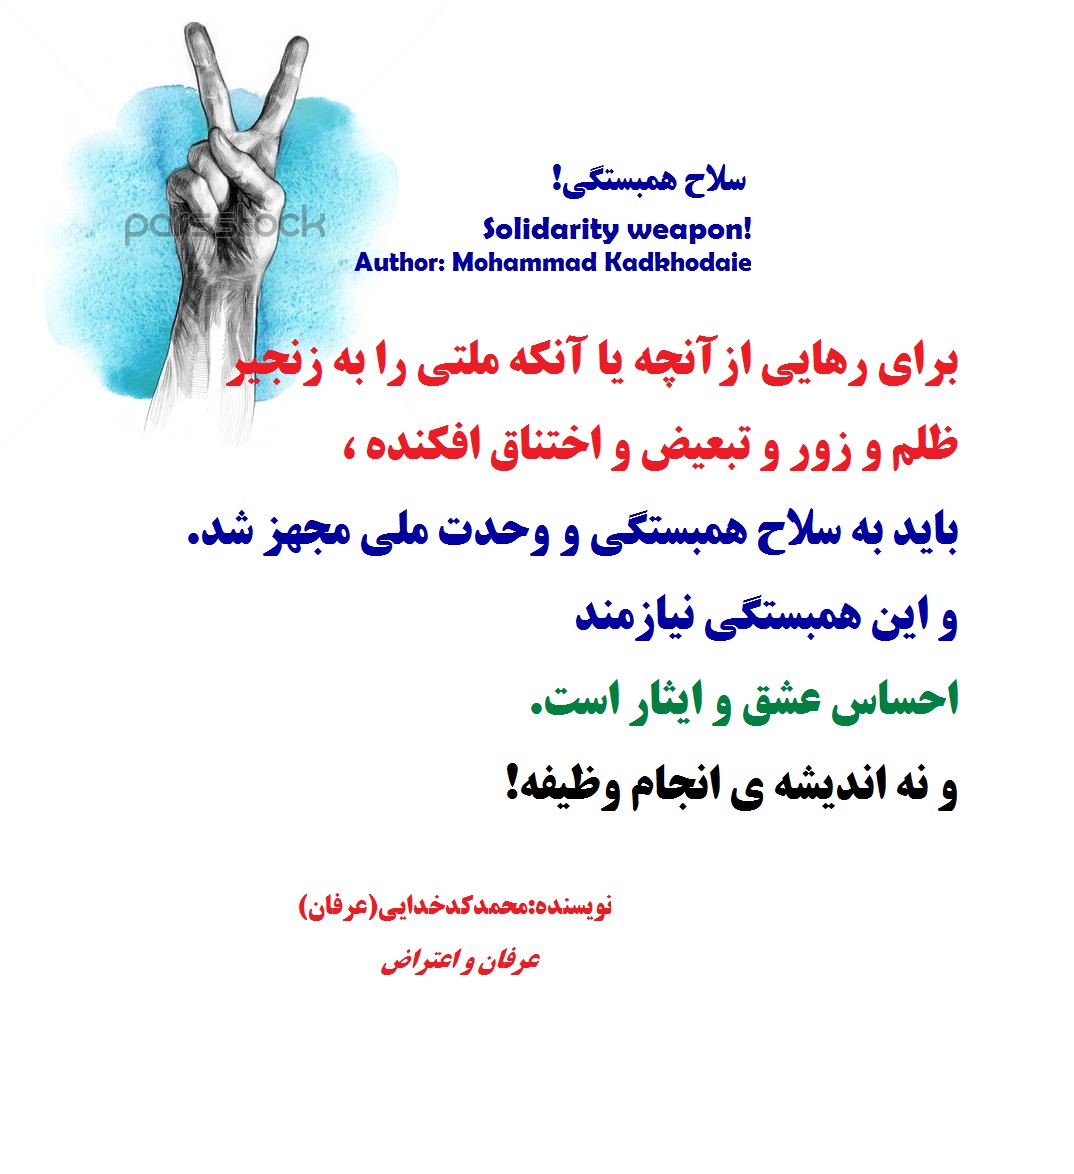 parsstock
سلاح همبستگی!
Solidarity weapon!
Author: Mohammad Kadkhodaie
برای رهایی ازآنچه یا آنکه ملتی را به زنجیر
ظلم و زور و تبعیض و اختناق افکنده ،
باید به سلاح همبستگی و وحدت ملی مجهز شد.
و این همبستگی نیازمند
احساس عشق و ایثار است.
و نه اندیشه ی انجام وظیفه!
نویسنده:محمدکدخدایی(عرفان)
عرفان و اعتراض